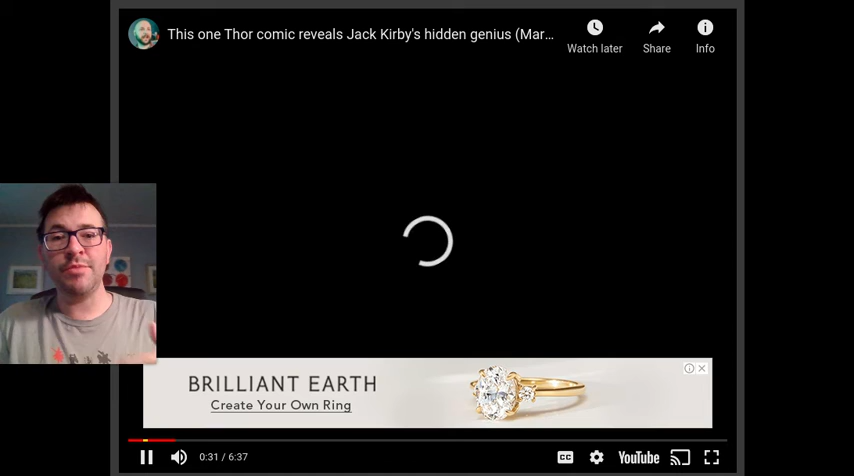 This one Thor comic reveals Jack Kirby's hidden genius (Mar...
Watch later
Share
Info
BRILLIANT EARTH
Create Your Own Ring
0:31 / 6:37
CC
YouTube